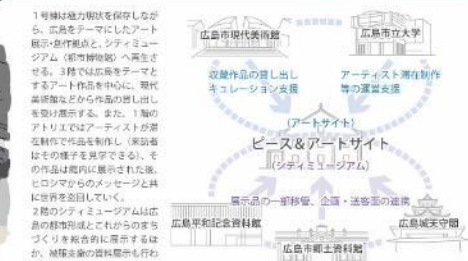 1号棟は極力現状を保存しなが
ら、広島をテーマにしたアート
展示・創作拠点と、シティミュー
ジアム（都市博物館）へ再生さ
せる。3階では広島をテーマと
するアート作品を中心に、現代
美術館などから作品の貸し出し
を受け展示する。また、1階の
アトリエではアーティストが滞
在制作で作品を制作し（来訪者
はその様子を見学できる）、そ
の作品は館内に展示された後、
ヒロシマからのメッセージと共
に世界を巡回していく。
2階のシティミュージアムは広
島の都市形成とこれからのまち
づくりを総合的に展示するほ
か、被服支廠の資料展示も行わ
広島市現代美術館
広島市立大学
収蔵作品の貸し出し
キュレーション支援
アーティスト滞在制作
等の運営支援
（アートサイト）
ピース＆アートサイト
（シティミュージアム）
展示品の一部移管、企画・送客面の連携
広島平和記念資料館
広島市郷土資料館
広島城天守閣